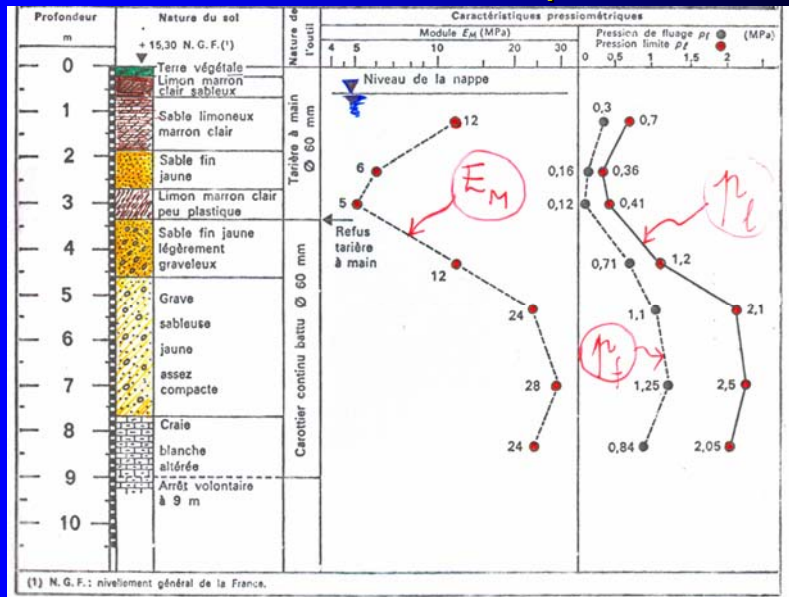 Profondeur
m
Nature du sol
+ 15,30 N. G. F.(¹)
Nature de l'outil
Caractéristiques pressiométriques
Module EM (MPa)
4 5 10 20 30
Pression de fluage pf (MPa)
Pression limite pℓ
0 0,5 1 1,5 2
0
1
2
3
4
5
6
7
8
9
10
Terre végétale
Limon marron
clair sableux
Sable limoneux
marron clair
Sable fin
jaune
Limon marron clair
peu plastique
Sable fin jaune
légèrement
graveleux
Grave
sableuse
jaune
assez
compacte
Craie
blanche
altérée
Arrêt volontaire
à 9 m
Tarière à main
Ø 60 mm
Carottier continu battu Ø 60 mm
Niveau de la nappe
Refus
tarière
à main
12
6
5
12
24
28
24
EM
0,3 0,7
0,16 0,36
0,12 0,41
0,71 1,2
1,1 2,1
1,25 2,5
0,84 2,05
pℓ
pf
(1) N. G. F. : nivellement général de la France.